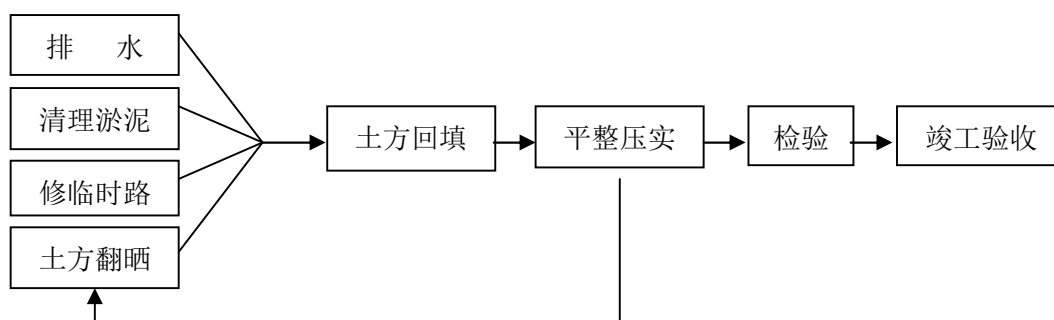 排 水
清理淤泥
修临时路
土方翻晒
土方回填
平整压实
检验
竣工验收